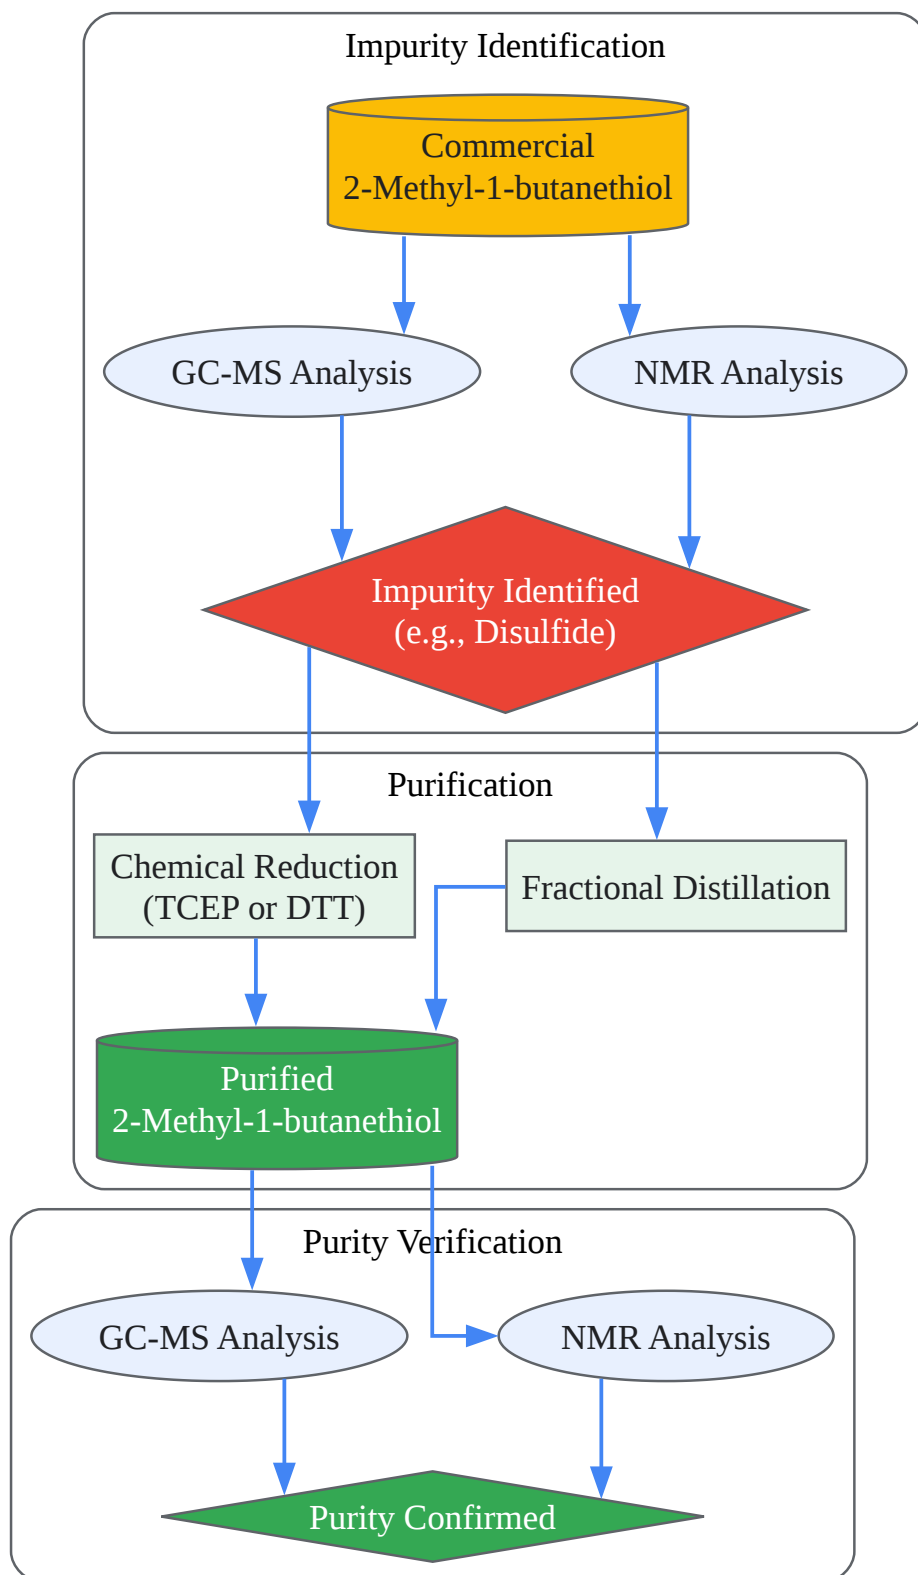 Impurity Identification
Commercial
2-Methyl-1-butanethiol
GC-MS Analysis
NMR Analysis
Impurity Identified
(e.g., Disulfide)
Purification
Chemical Reduction
(TCEP or DTT)
Fractional Distillation
Purified
2-Methyl-1-butanethiol
Purity Verification
GC-MS Analysis
NMR Analysis
Purity Confirmed